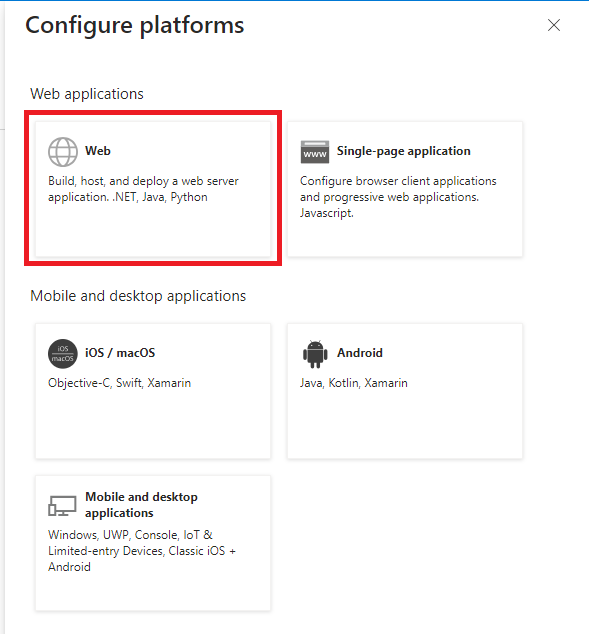 Configure platforms
Web applications
Web
Build, host, and deploy a web server
application. .NET, Java, Python
www
Single-page application
Configure browser client applications
and progressive web applications.
Javascript.
Mobile and desktop applications
iOS
macOS
iOS / macOS
Objective-C, Swift, Xamarin
Android
Java, Kotlin, Xamarin
Mobile and desktop
applications
Windows, UWP, Console, IoT &
Limited-entry Devices, Classic iOS +
Android